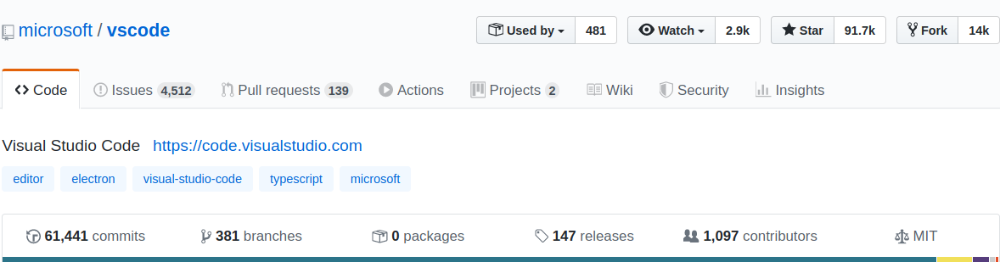 microsoft / vscode Used by 481 Watch 2.9k Star 91.7k Fork 14k
Code Issues 4,512 Pull requests 139 Actions Projects 2 Wiki Security Insights
Visual Studio Code https://code.visualstudio.com
editor electron visual-studio-code typescript microsoft
61,441 commits 381 branches 0 packages 147 releases 1,097 contributors MIT